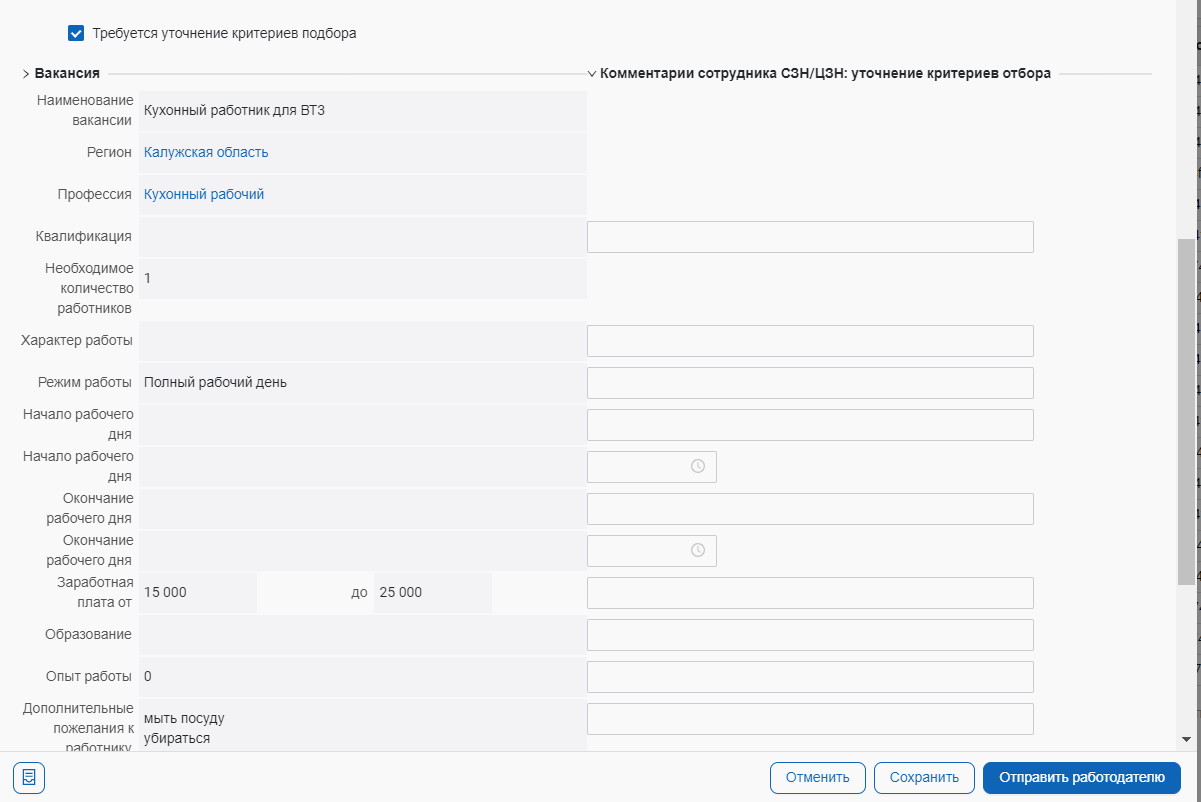 Требуется уточнение критериев подбора
Вакансия
Комментарии сотрудника СЗН/ЦЗН: уточнение критериев отбора
Наименование
вакансии
Кухонный работник для ВТЗ
Регион
Калужская область
Профессия
Кухонный рабочий
Квалификация
Необходимое
количество
работников
1
Характер работы
Режим работы
Полный рабочий день
Начало рабочего
дня
Начало рабочего
дня
Окончание
рабочего дня
Окончание
рабочего дня
Заработная
плата от
15 000
до
25 000
Образование
Опыт работы
0
Дополнительные
пожелания к
работнику
мыть посуду
убираться
Отменить
Сохранить
Отправить работодателю